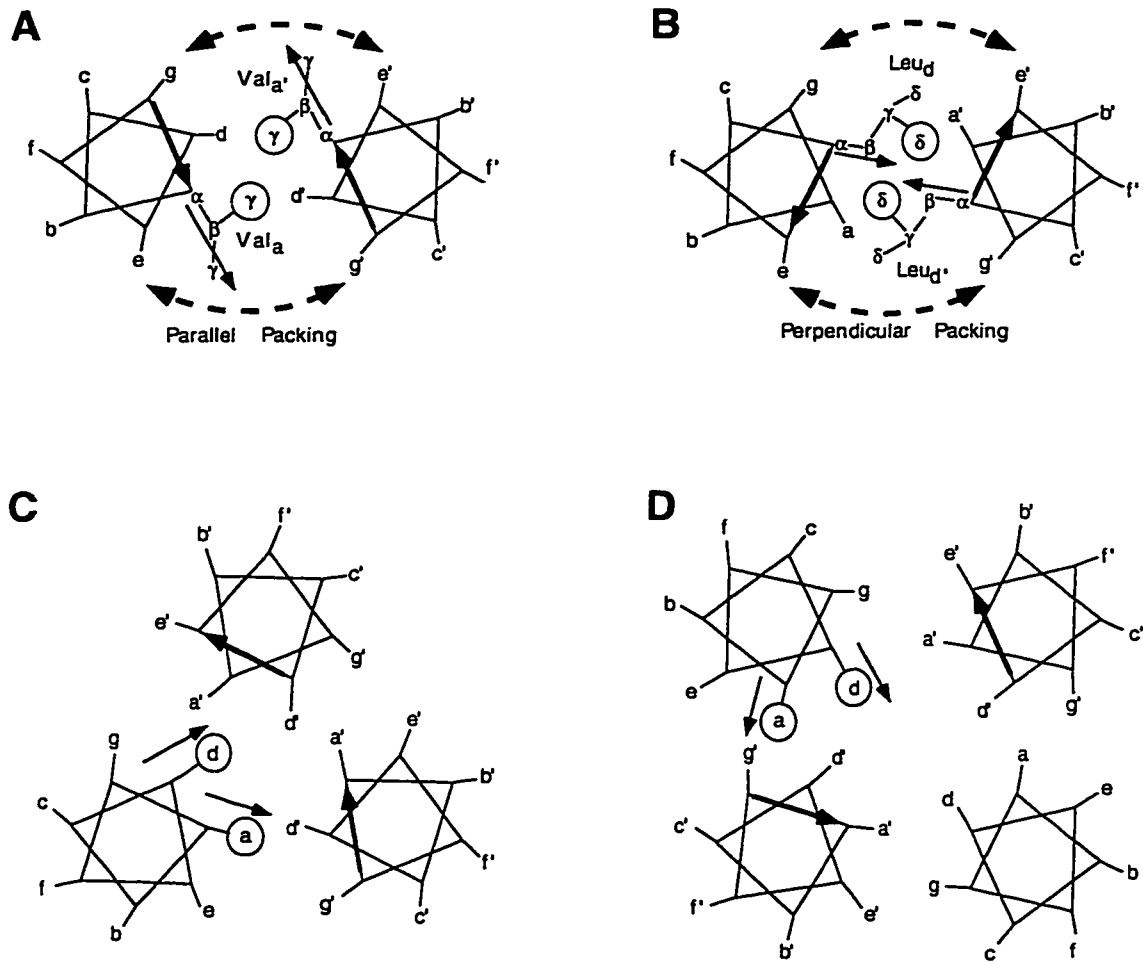 A
g
Val a'
γ
β
γ
α
e'
c
b'
d
f
f'
α
γ
d'
β
b
Val a
γ
e
g'
c'
Parallel Packing
B
Leu d
e'
c
g
δ
γ
a'
b'
α
β
δ
f
δ
β
α
f'
b
a
δ
γ
Leu d'
e
g'
c'
Perpendicular Packing
C
f'
b'
c'
e'
g'
a'
d'
g
d
a'
e'
b'
c
a
d'
f'
f
e
g'
c'
b
D
f
c
b'
e'
f'
g
b
a'
c'
e
d
a
d'
g'
g'
d'
a
e
d
c'
a'
b
g
f'
e'
b'
c
f